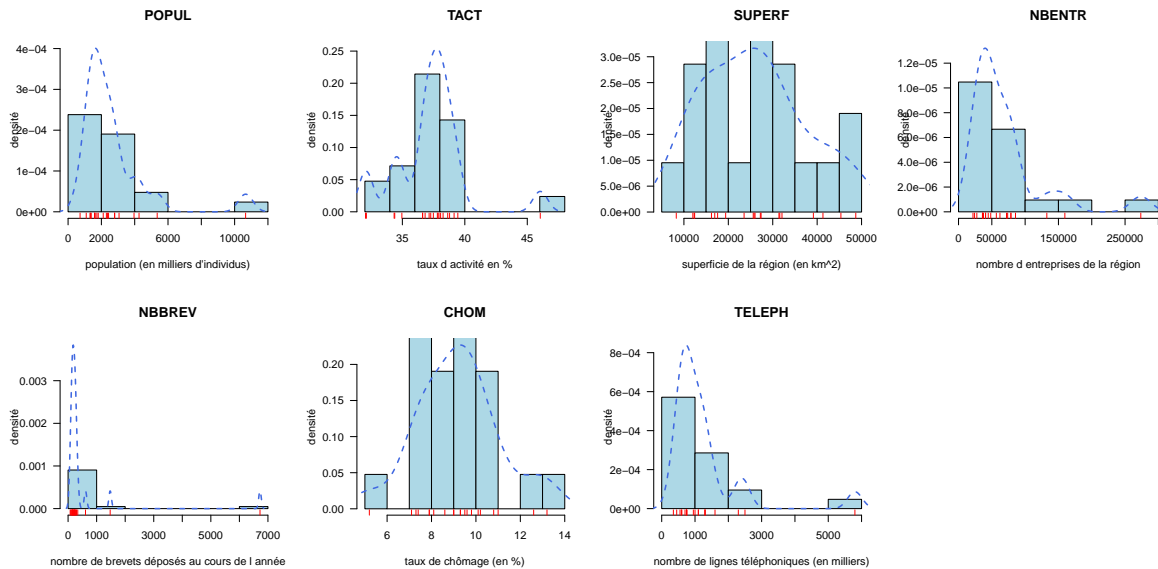 POPUL
TACT
SUPERF
NBENTR
densité
4e−04
3e−04
2e−04
1e−04
0e+00
0 2000 6000 10000
population (en milliers d'individus)
densité
0.25
0.20
0.15
0.10
0.05
0.00
35 40 45
taux d activité en %
densité
3.0e−05
2.5e−05
2.0e−05
1.5e−05
1.0e−05
5.0e−06
0.0e+00
10000 20000 30000 40000 50000
superficie de la région (en km^2)
densité
1.2e−05
1.0e−05
8.0e−06
6.0e−06
4.0e−06
2.0e−06
0.0e+00
0 50000 150000 250000
nombre d entreprises de la région
NBBREV
CHOM
TELEPH
densité
0.003
0.002
0.001
0.000
0 1000 3000 5000 7000
nombre de brevets déposés au cours de l année
densité
0.20
0.15
0.10
0.05
0.00
6 8 10 12 14
taux de chômage (en %)
densité
8e−04
6e−04
4e−04
2e−04
0e+00
0 1000 3000 5000
nombre de lignes téléphoniques (en milliers)